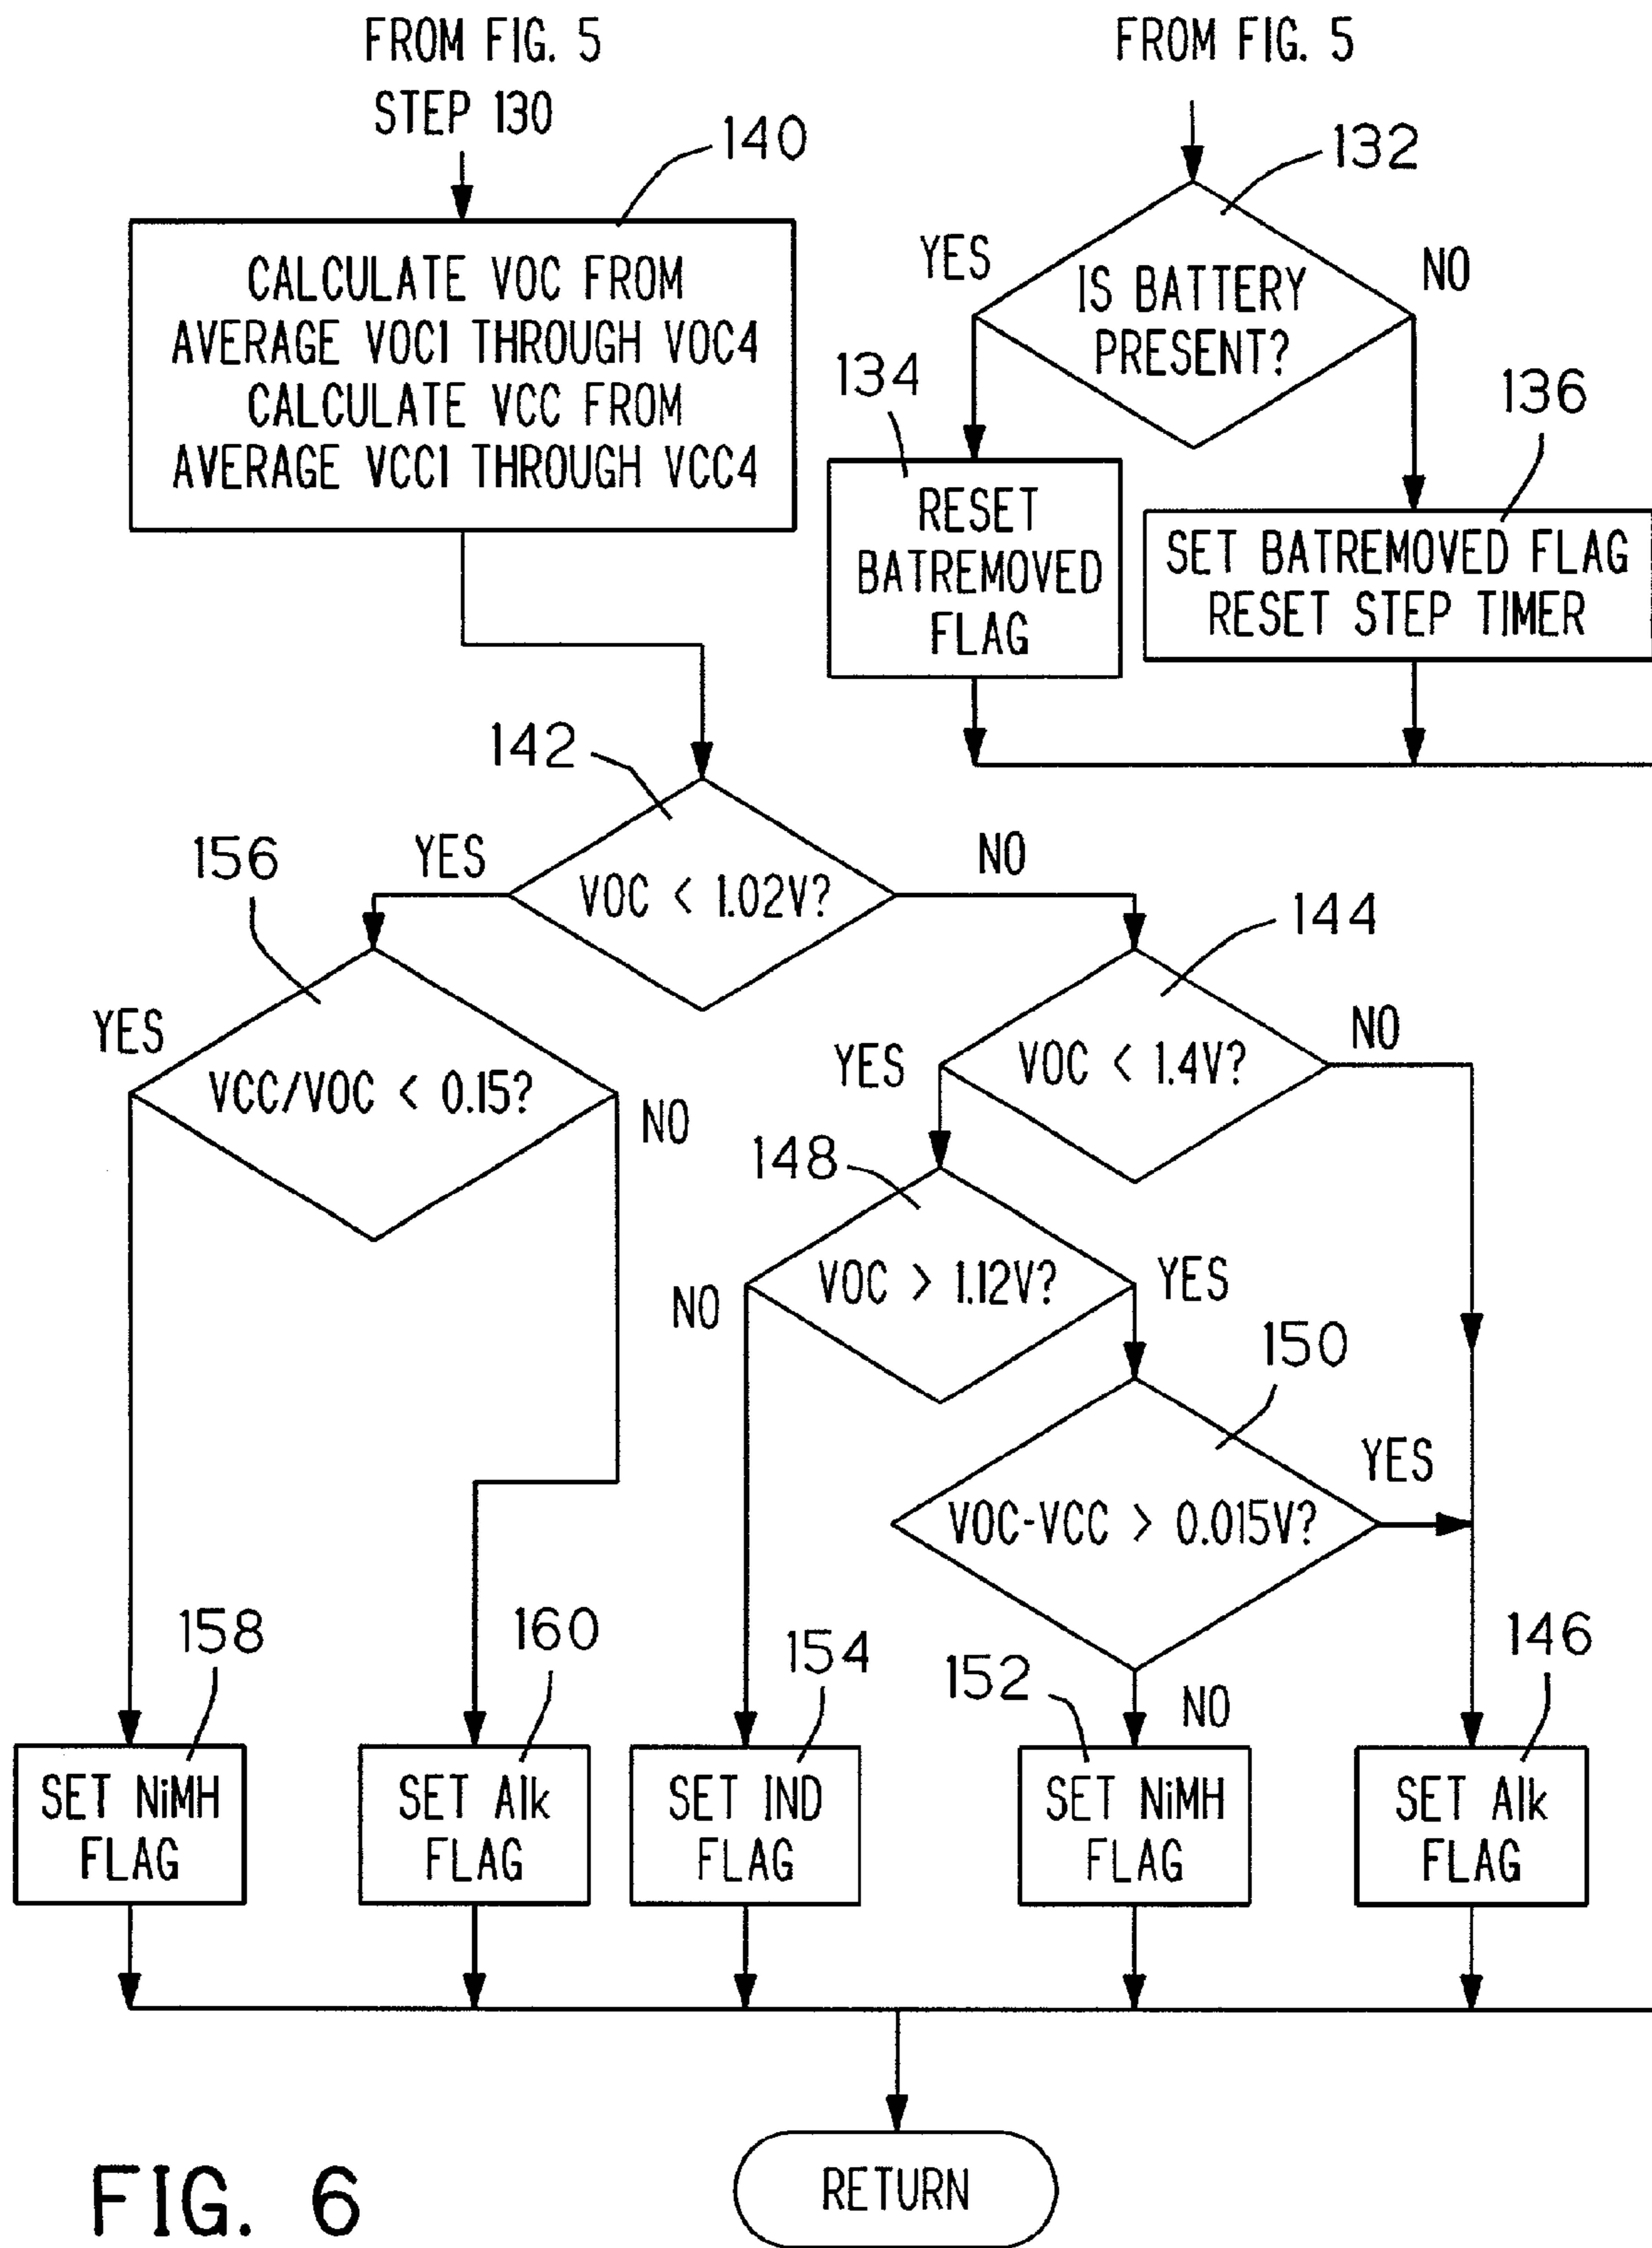 FROM FIG. 5
STEP 130
FROM FIG. 5
140
132
CALCULATE VOC FROM
AVERAGE VOC1 THROUGH VOC4
CALCULATE VCC FROM
AVERAGE VCC1 THROUGH VCC4
YES
NO
IS BATTERY
PRESENT?
134
136
RESET
BATREMOVED
FLAG
SET BATREMOVED FLAG
RESET STEP TIMER
142
YES
NO
VOC < 1.02V?
156
144
YES
VCC/VOC < 0.15?
NO
YES
NO
VOC < 1.4V?
148
NO
VOC > 1.12V?
YES
150
YES
VOC-VCC > 0.015V?
NO
158
160
154
152
146
SET NiMH
FLAG
SET Alk
FLAG
SET IND
FLAG
SET NiMH
FLAG
SET Alk
FLAG
RETURN
FIG. 6